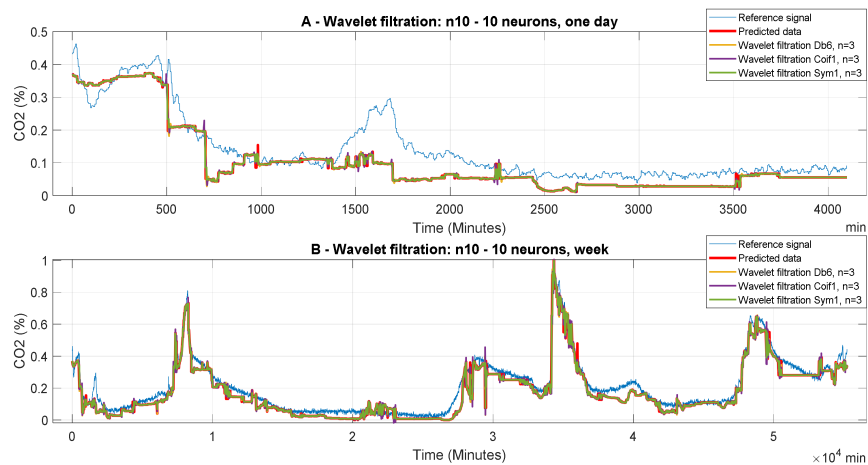 A - Wavelet filtration: n10 - 10 neurons, one day
Reference signal
Predicted data
Wavelet filtration Db6, n=3
Wavelet filtration Coif1, n=3
Wavelet filtration Sym1, n=3
CO2 (%)
0.5
0.4
0.3
0.2
0.1
0
0 500 1000 1500 2000 2500 3000 3500 4000
Time (Minutes)
min
B - Wavelet filtration: n10 - 10 neurons, week
Reference signal
Predicted data
Wavelet filtration Db6, n=3
Wavelet filtration Coif1, n=3
Wavelet filtration Sym1, n=3
CO2 (%)
1
0.8
0.6
0.4
0.2
0
0 1 2 3 4 5
Time (Minutes)
×10⁴ min